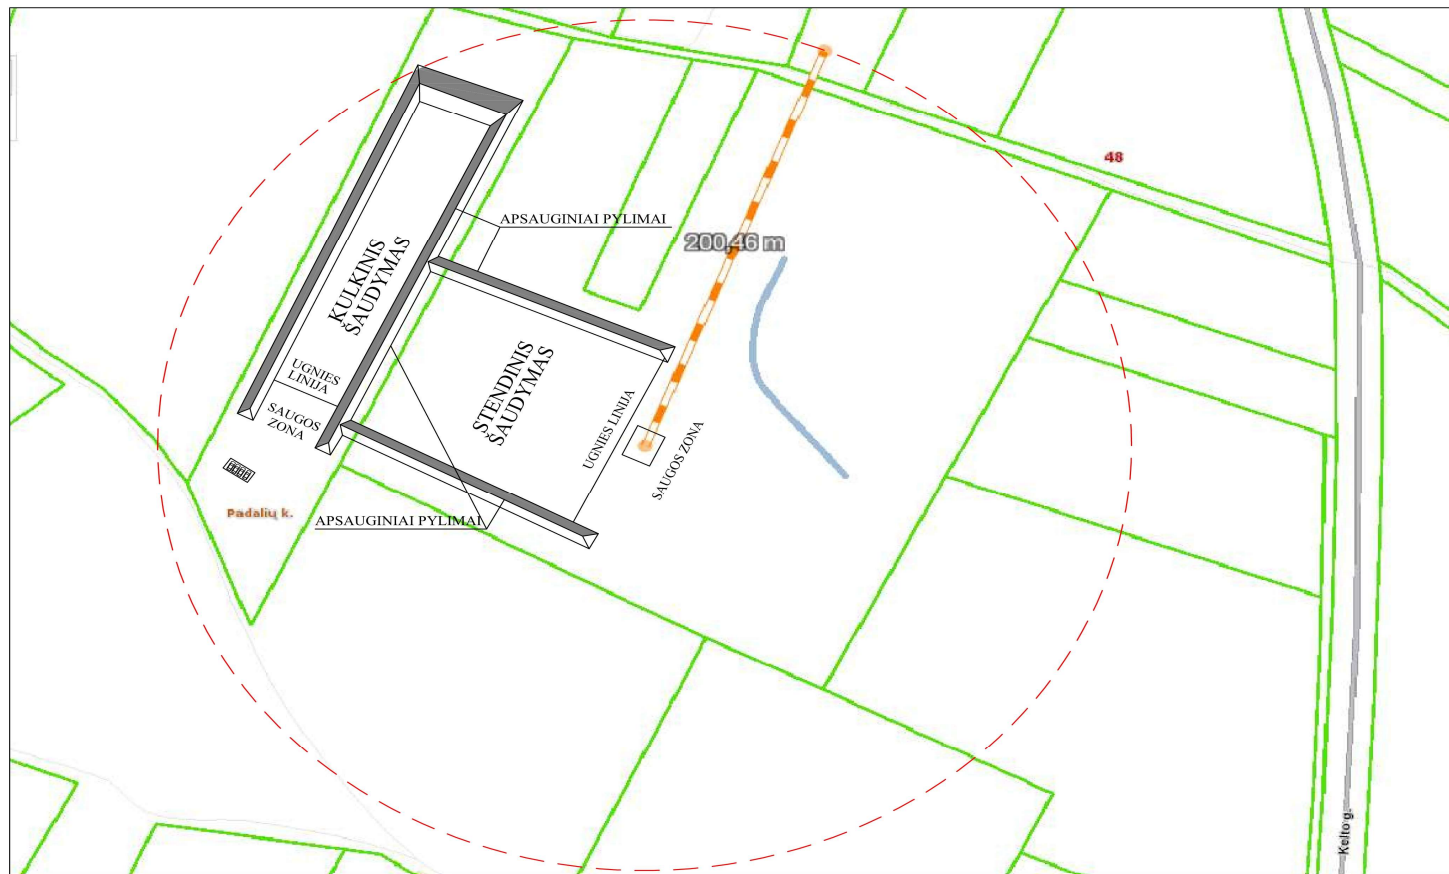 48
APSAUGINIAI PYLIMAI
200,46 m
KULKINIS
ŠAUDYMAS
STENDINIS
ŠAUDYMAS
UGNIES
LINIJA
SAUGOS
ZONA
UGNIES LINIJA
SAUGOS ZONA
Padalių k.
APSAUGINIAI PYLIMAI
Kelto g.